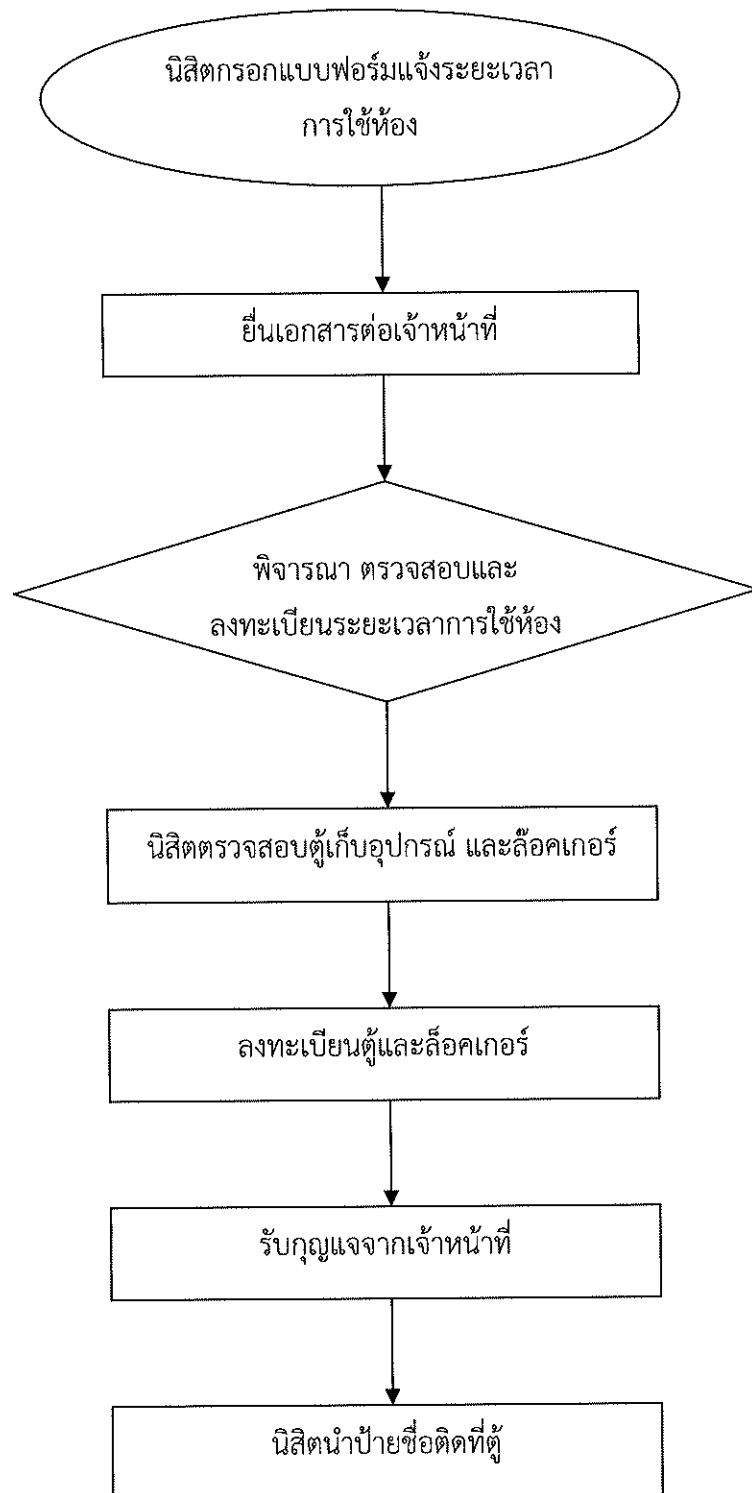 นิสิตกรอกแบบฟอร์มแจ้งระยะเวลา
การใช้ห้อง
ยื่นเอกสารต่อเจ้าหน้าที่
พิจารณา ตรวจสอบและ
ลงทะเบียนระยะเวลาการใช้ห้อง
นิสิตตรวจสอบตู้เก็บอุปกรณ์ และล๊อคเกอร์
ลงทะเบียนตู้และล็อคเกอร์
รับกุญแจจากเจ้าหน้าที่
นิสิตนำป้ายชื่อติดที่ตู้